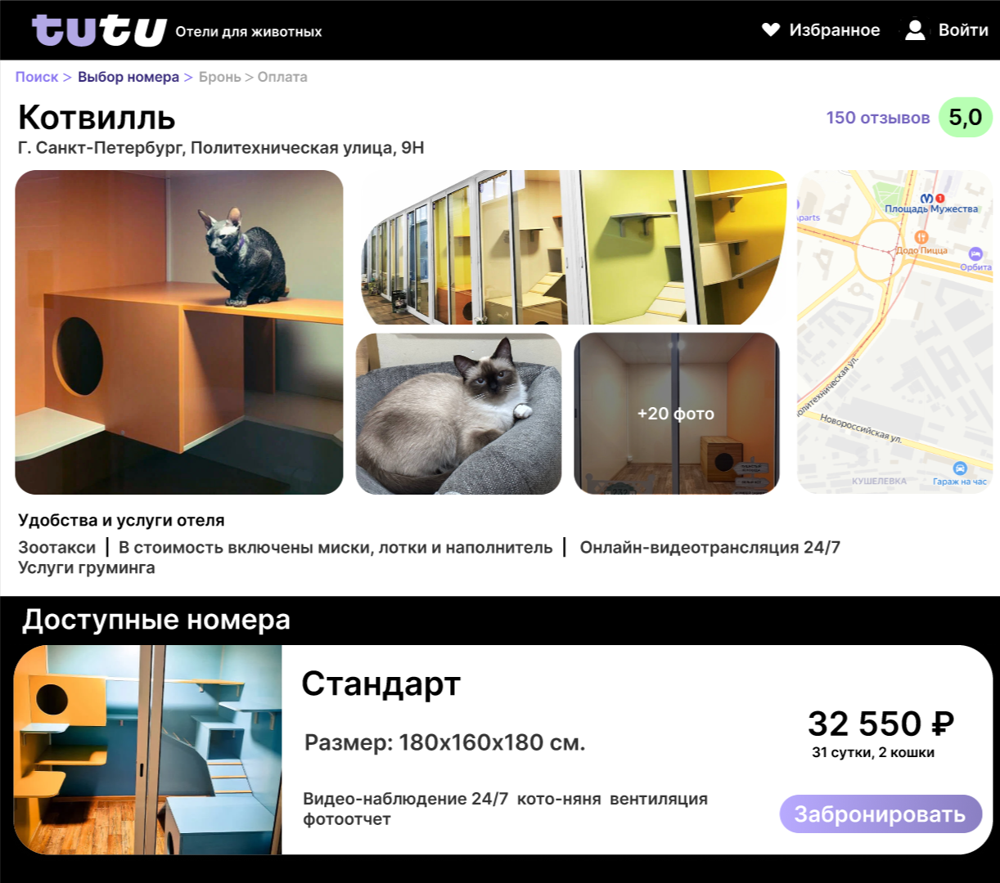 tutu Отели для животных
Избранное
Войти
Поиск > Выбор номера > Бронь > Оплата
Котвилль
150 отзывов 5,0
Г. Санкт-Петербург, Политехническая улица, 9Н
Площадь Мужества
1
Aparts
Додо Пицца
Орбита
+20 фото
Политехническая ул.
Новороссийская ул.
КУШЕЛЕВКА
Гараж на час
Удобства и услуги отеля
Зоотакси | В стоимость включены миски, лотки и наполнитель | Онлайн-видеотрансляция 24/7
Услуги груминга
Доступные номера
Стандарт
32 550 ₽
31 сутки, 2 кошки
Размер: 180х160х180 см.
Видео-наблюдение 24/7 кото-няня вентиляция
фотоотчет
Забронировать